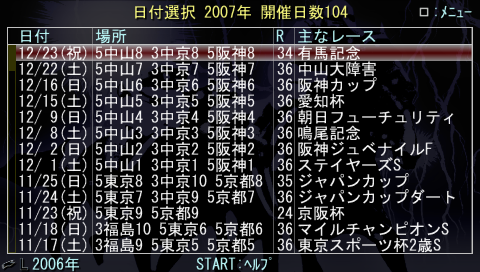 日付選択 2007年 開催日数104 ロ:ﾒﾆｭｰ
日付 場所 R 主なレース
12/23(祝) 5中山8 3中京8 5阪神8 34 有馬記念
12/22(土) 5中山7 3中京7 5阪神7 36 中山大障害
12/16(日) 5中山6 3中京6 5阪神6 36 阪神カップ
12/15(土) 5中山5 3中京5 5阪神5 36 愛知杯
12/ 9(日) 5中山4 3中京4 5阪神4 36 朝日フューチュリティ
12/ 8(土) 5中山3 3中京3 5阪神3 36 鳴尾記念
12/ 2(日) 5中山2 3中京2 5阪神2 36 阪神ジュベナイルF
12/ 1(土) 5中山1 3中京1 5阪神1 36 ステイヤーズS
11/25(日) 5東京8 3中京10 5京都8 35 ジャパンカップ
11/24(土) 5東京7 3中京9 5京都7 36 ジャパンカップダート
11/23(祝) 5東京9 5京都9 24 京阪杯
11/18(日) 3福島10 5東京6 5京都6 36 マイルチャンピオンS
11/17(土) 3福島9 5東京5 5京都5 36 東京スポーツ杯2歳S
L 2006年 START:ﾍﾙﾌﾟ